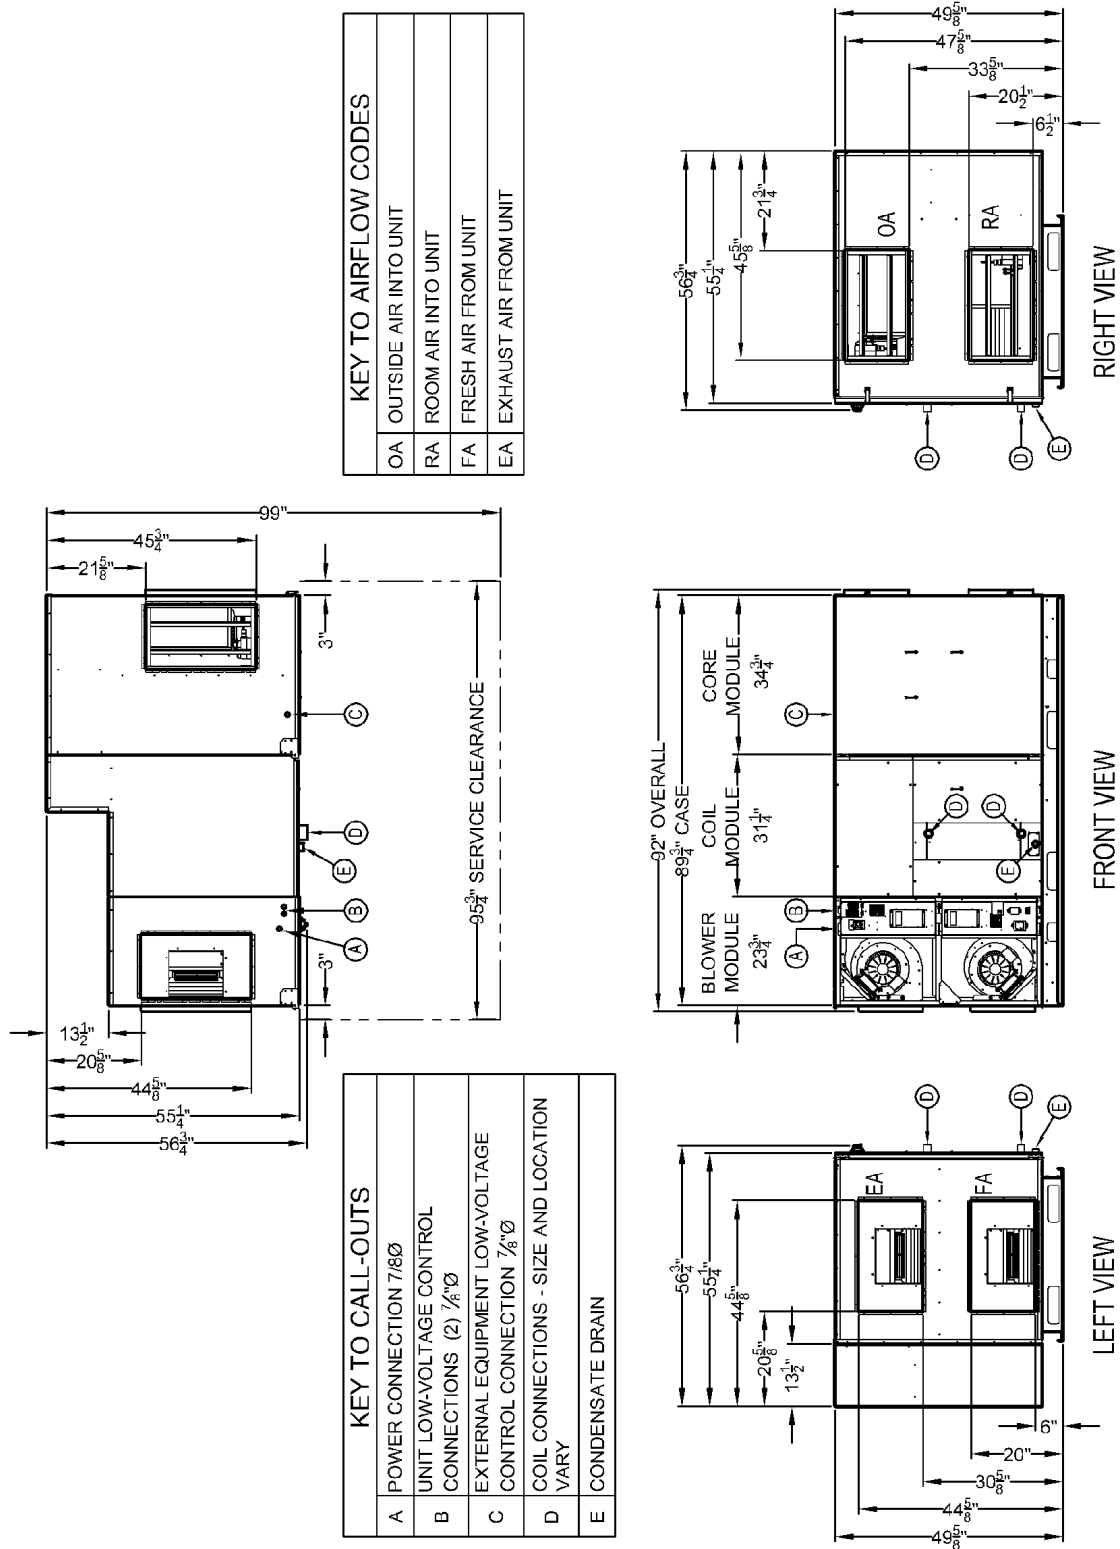 KEY TO CALL-OUTS
A POWER CONNECTION 7/8Ø
B UNIT LOW-VOLTAGE CONTROL
CONNECTIONS (2) 7/8"Ø
C EXTERNAL EQUIPMENT LOW-VOLTAGE
CONTROL CONNECTION 7/8"Ø
D COIL CONNECTIONS - SIZE AND LOCATION
VARY
E CONDENSATE DRAIN
KEY TO AIRFLOW CODES
OA OUTSIDE AIR INTO UNIT
RA ROOM AIR INTO UNIT
FA FRESH AIR FROM UNIT
EA EXHAUST AIR FROM UNIT
56 3/4"
55 1/4"
44 5/8"
20 5/8"
13 1/2"
99"
45 3/4"
21 5/8"
3"
3"
95 3/4" SERVICE CLEARANCE
A
B
E
D
C
56 3/4"
55 1/4"
44 5/8"
20 5/8"
13 1/2"
EA
FA
D
D
E
6"
20"
30 5/8"
44 5/8"
49 5/8"
LEFT VIEW
92" OVERALL
89 3/4" CASE
BLOWER
MODULE
23 3/4"
COIL
MODULE
31 1/4"
CORE
MODULE
34 3/4"
A
B
C
D
D
E
FRONT VIEW
56 3/4"
55 1/4"
45 5/8"
21 3/4"
OA
RA
D
D
E
49 5/8"
47 5/8"
33 5/8"
20 1/2"
6 1/2"
RIGHT VIEW